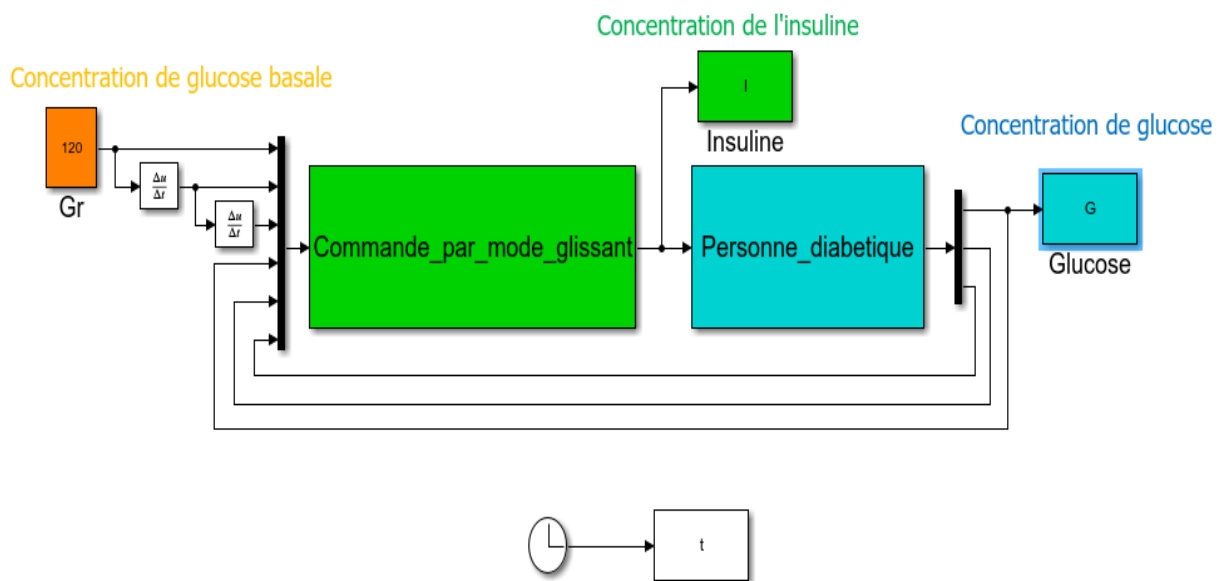 Concentration de l'insuline
Concentration de glucose basale
I
Insuline
Concentration de glucose
120
Δu
Δt
Gr
Δu
Δt
Commande_par_mode_glissant
Personne_diabetique
G
Glucose
t